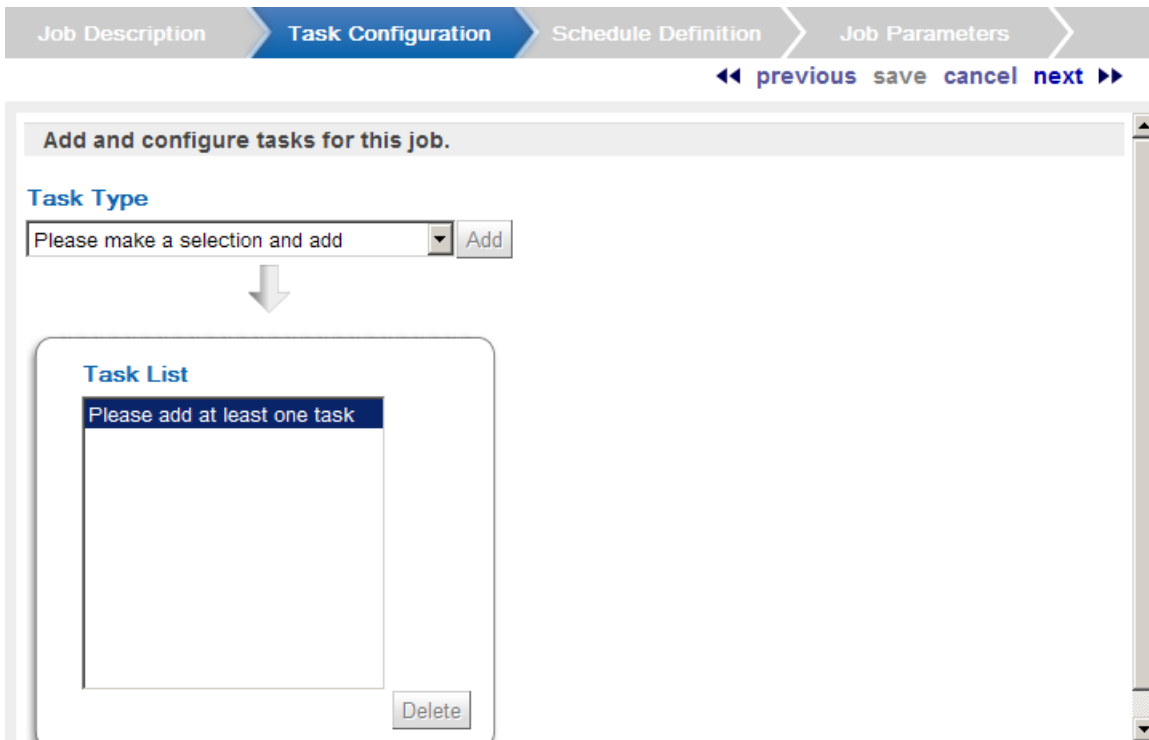 Job Description Task Configuration Schedule Definition Job Parameters
previous save cancel next
Add and configure tasks for this job.
Task Type
Please make a selection and add Add
Task List
Please add at least one task
Delete